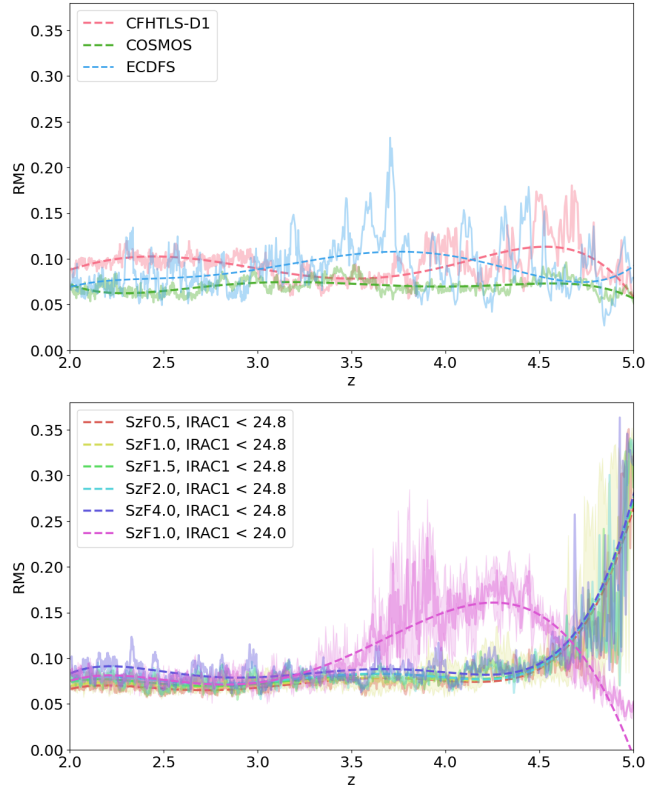 CFHTLS-D1
COSMOS
ECDFS
0.35
0.30
0.25
0.20
0.15
0.10
0.05
0.00
RMS
2.0 2.5 3.0 3.5 4.0 4.5 5.0
z
SzF0.5, IRAC1 < 24.8
SzF1.0, IRAC1 < 24.8
SzF1.5, IRAC1 < 24.8
SzF2.0, IRAC1 < 24.8
SzF4.0, IRAC1 < 24.8
SzF1.0, IRAC1 < 24.0
0.35
0.30
0.25
0.20
0.15
0.10
0.05
0.00
RMS
2.0 2.5 3.0 3.5 4.0 4.5 5.0
z